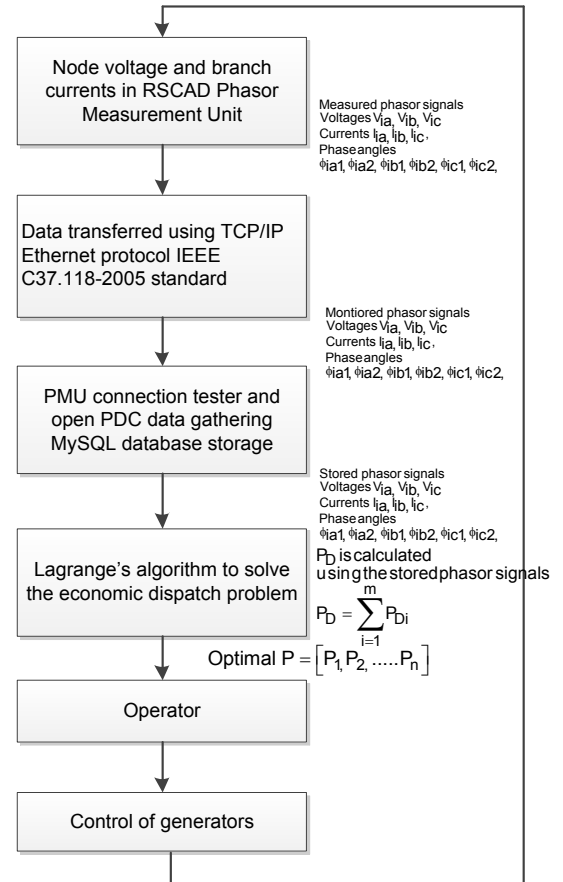 Node voltage and branch
currents in RSCAD Phasor
Measurement Unit
Measured phasor signals
Voltages Via, Vib, Vic
Currents Iia, Iib, Iic,
Phase angles
ϕia1, ϕia2, ϕib1, ϕib2, ϕic1, ϕic2,
Data transferred using TCP/IP
Ethernet protocol IEEE
C37.118-2005 standard
Montiored phasor signals
Voltages Via, Vib, Vic
Currents Iia, Iib, Iic,
Phase angles
ϕia1, ϕia2, ϕib1, ϕib2, ϕic1, ϕic2,
PMU connection tester and
open PDC data gathering
MySQL database storage
Stored phasor signals
Voltages Via, Vib, Vic
Currents Iia, Iib, Iic,
Phase angles
ϕia1, ϕia2, ϕib1, ϕib2, ϕic1, ϕic2,
Lagrange's algorithm to solve
the economic dispatch problem
PD is calculated
using the stored phasor signals
PD = ∑_{i=1}^{m} PDi
Optimal P = [P1, P2, .....Pn]
Operator
Control of generators